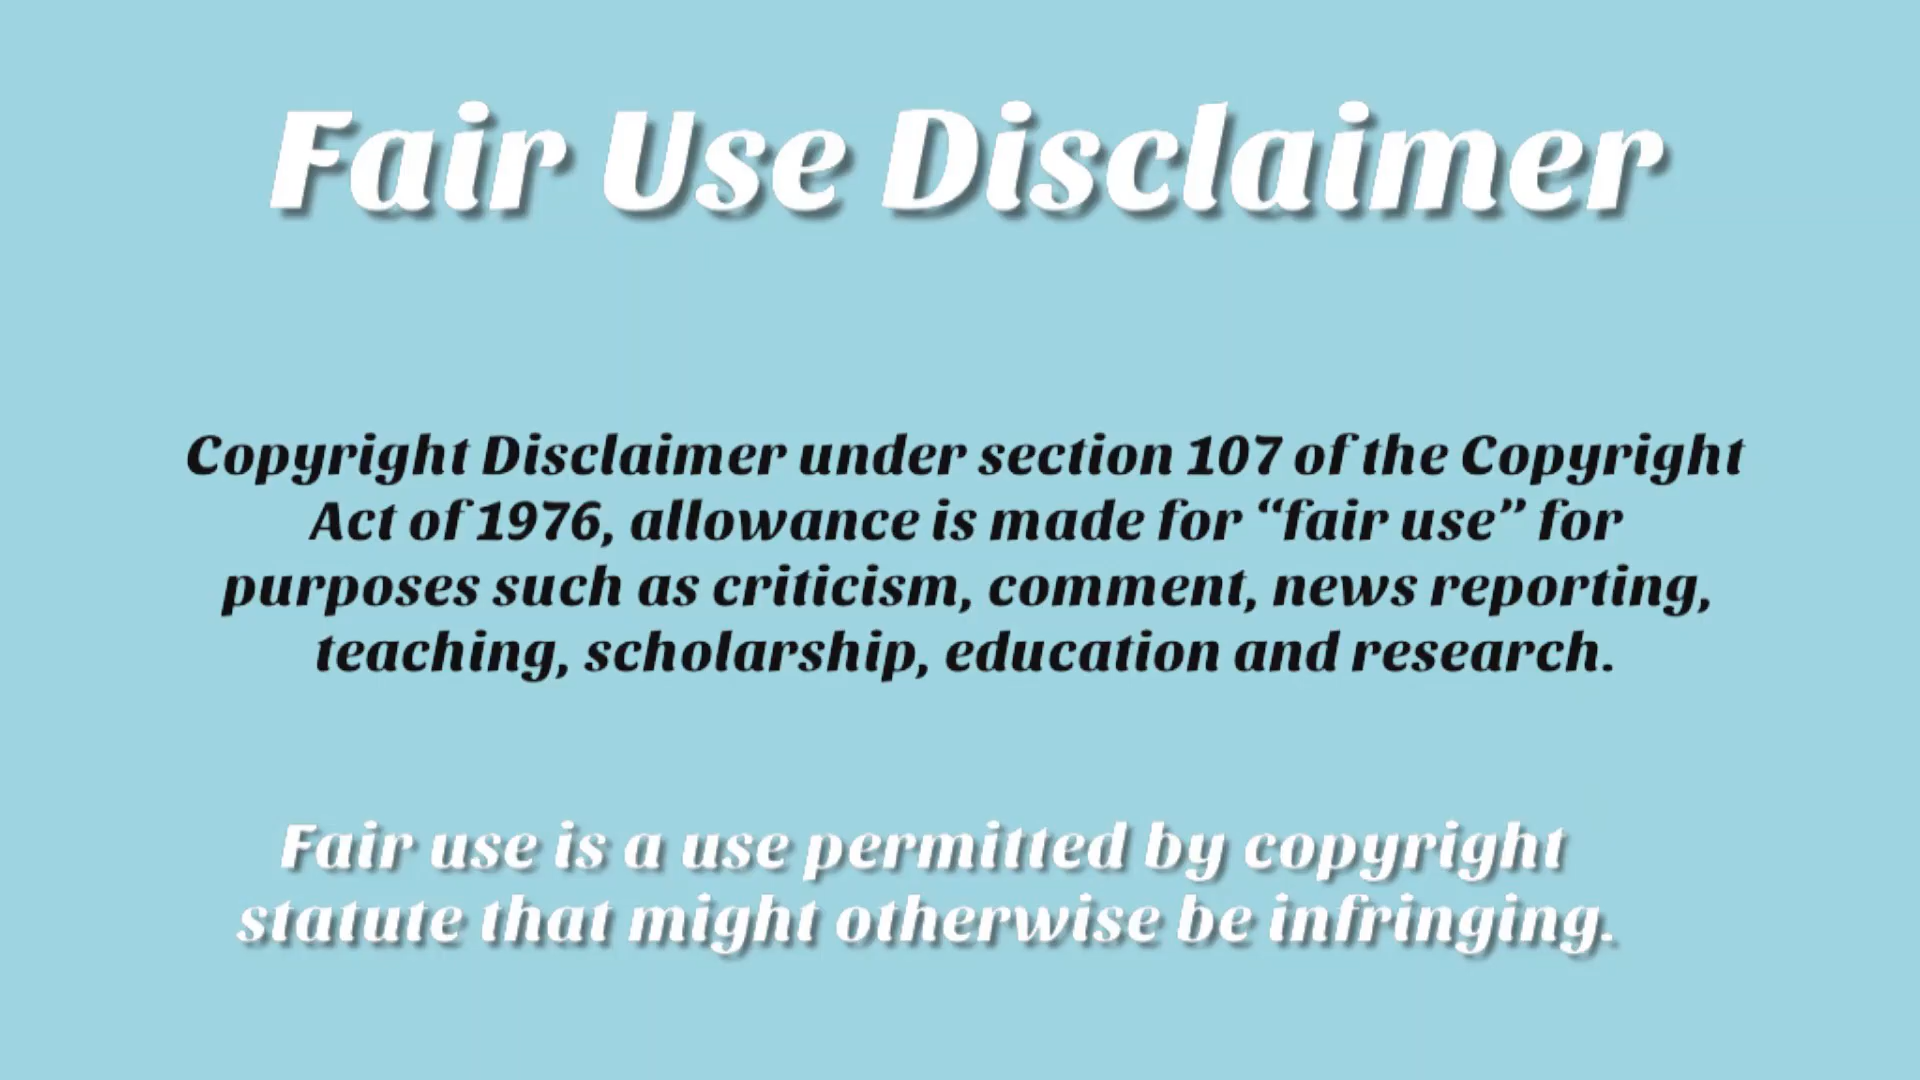 Fair Use Disclaimer
Copyright Disclaimer under section 107 of the Copyright
Act of 1976, allowance is made for “fair use” for
purposes such as criticism, comment, news reporting,
teaching, scholarship, education and research.
Fair use is a use permitted by copyright
statute that might otherwise be infringing.